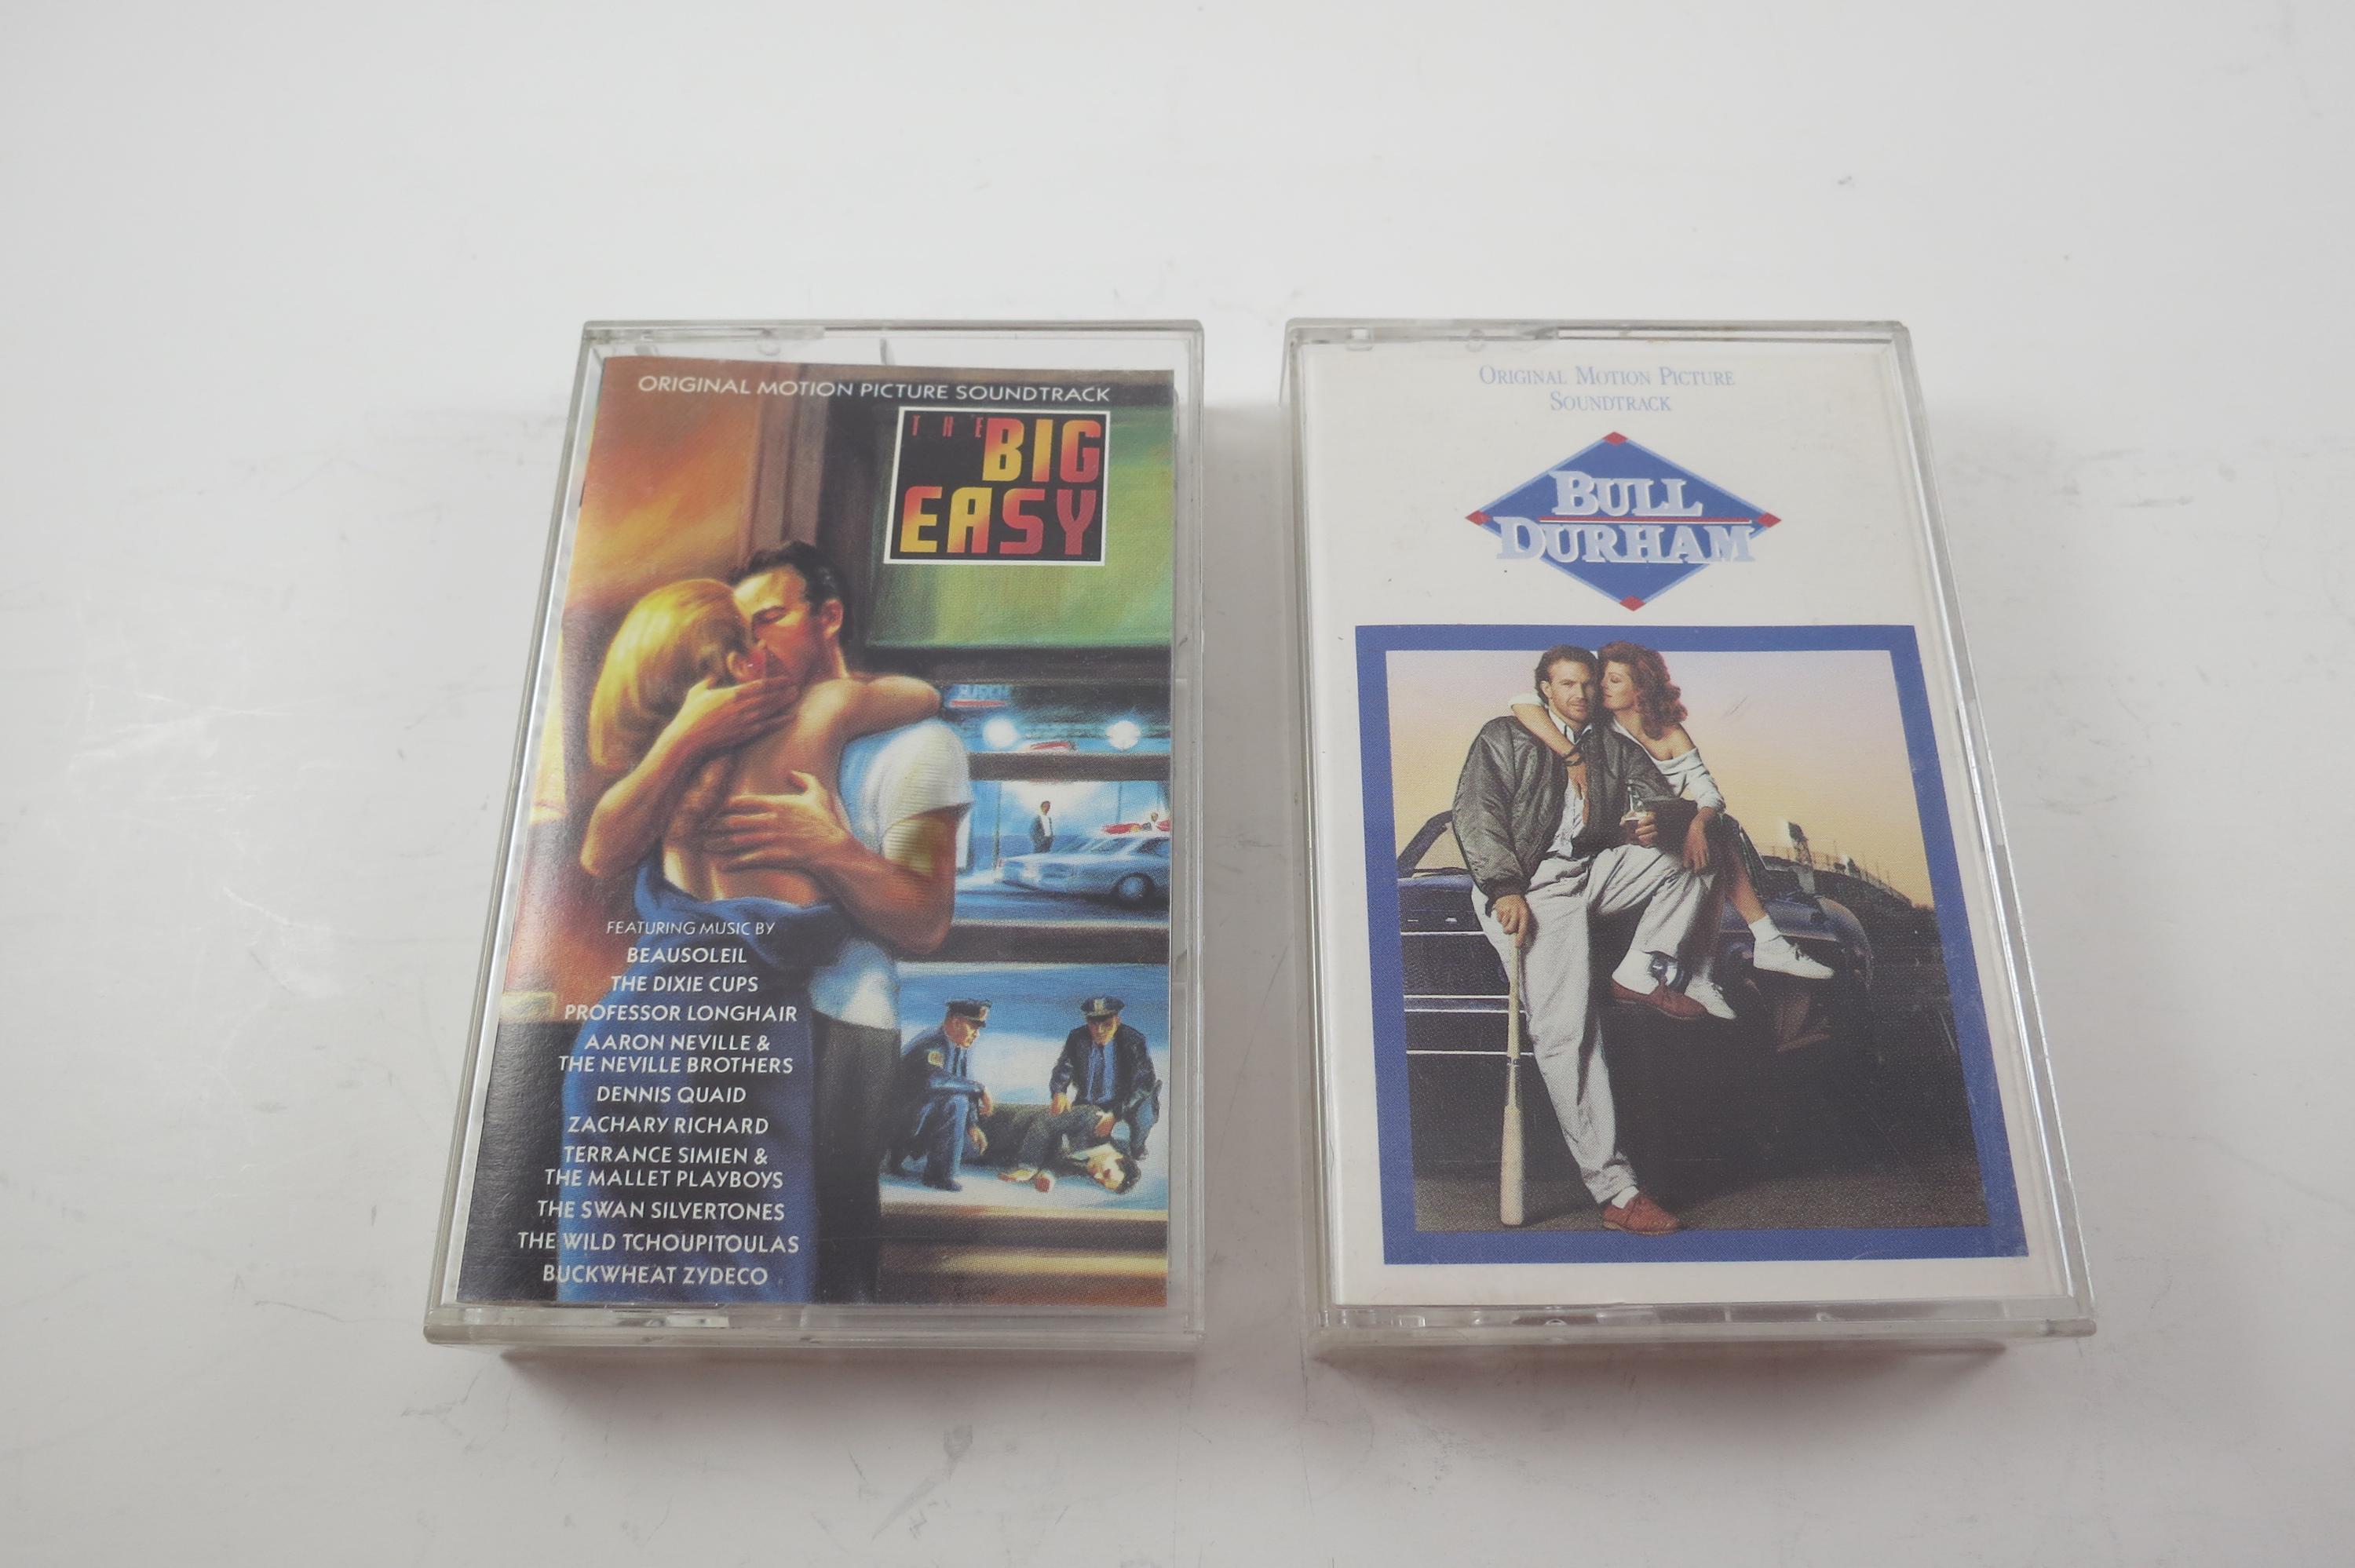 ORIGINAL MOTION PICTURE SOUNDTRACK
THE BIG
EASY
FEATURING MUSIC BY
BEAUSOLEIL
THE DIXIE CUPS
PROFESSOR LONGHAIR
AARON NEVILLE &
THE NEVILLE BROTHERS
DENNIS QUAID
ZACHARY RICHARD
TERRANCE SIMIEN &
THE MALLET PLAYBOYS
THE SWAN SILVERTONES
THE WILD TCHOUPITOULAS
BUCKWHEAT ZYDECO
ORIGINAL MOTION PICTURE
SOUNDTRACK
BULL
DURHAM